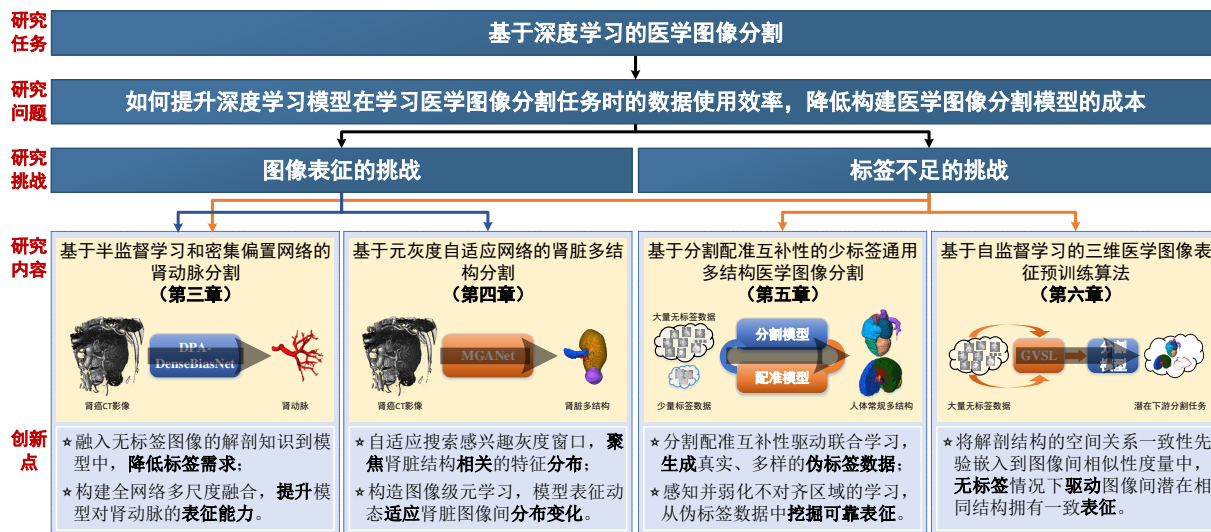 研究
任务
基于深度学习的医学图像分割
研究
问题
如何提升深度学习模型在学习医学图像分割任务时的数据使用效率，降低构建医学图像分割模型的成本
研究
挑战
图像表征的挑战
标签不足的挑战
研究
内容
基于半监督学习和密集偏置网络的
肾动脉分割
（第三章）
DPA-
DenseBiasNet
肾癌CT影像
肾动脉
基于元灰度自适应网络的肾脏多结
构分割
（第四章）
MGANet
肾癌CT影像
肾脏多结构
基于分割配准互补性的少标签通用
多结构医学图像分割
（第五章）
大量无标签数据
分割模型
配准模型
少量标签数据
人体常规多结构
基于自监督学习的三维医学图像表
征预训练算法
（第六章）
GVSL
分割
模型
大量无标签数据
潜在下游分割任务
创新
点
☆融入无标签图像的解剖知识到模
型中，降低标签需求；
☆构建全网络多尺度融合，提升模
型对肾动脉的表征能力。
☆自适应搜索感兴趣灰度窗口，聚
焦肾脏结构相关的特征分布；
☆构造图像级元学习，模型表征动
态适应肾脏图像间分布变化。
☆分割配准互补性驱动联合学习，
生成真实、多样的伪标签数据；
☆感知并弱化不对齐区域的学习，
从伪标签数据中挖掘可靠表征。
☆将解剖结构的空间关系一致性先
验嵌入到图像间相似性度量中，
无标签情况下驱动图像间潜在相
同结构拥有一致表征。